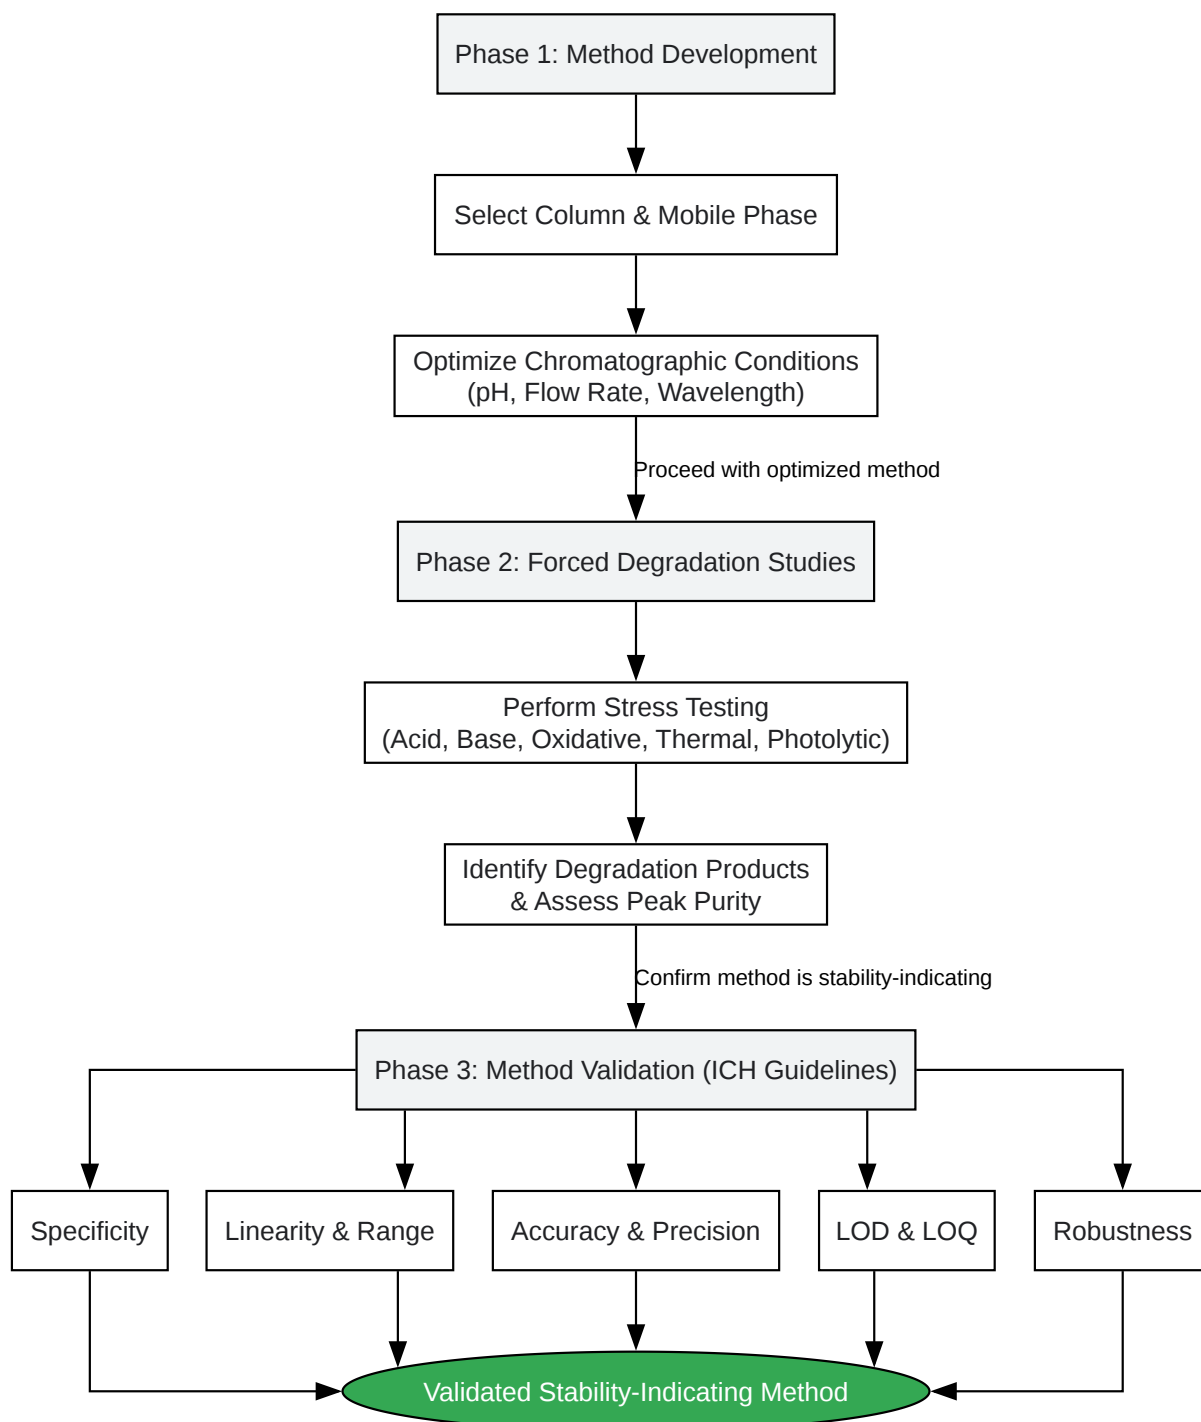 Phase 1: Method Development
Select Column & Mobile Phase
Optimize Chromatographic Conditions
(pH, Flow Rate, Wavelength)
Proceed with optimized method
Phase 2: Forced Degradation Studies
Perform Stress Testing
(Acid, Base, Oxidative, Thermal, Photolytic)
Identify Degradation Products
& Assess Peak Purity
Confirm method is stability-indicating
Phase 3: Method Validation (ICH Guidelines)
Specificity
Linearity & Range
Accuracy & Precision
LOD & LOQ
Robustness
Validated Stability-Indicating Method